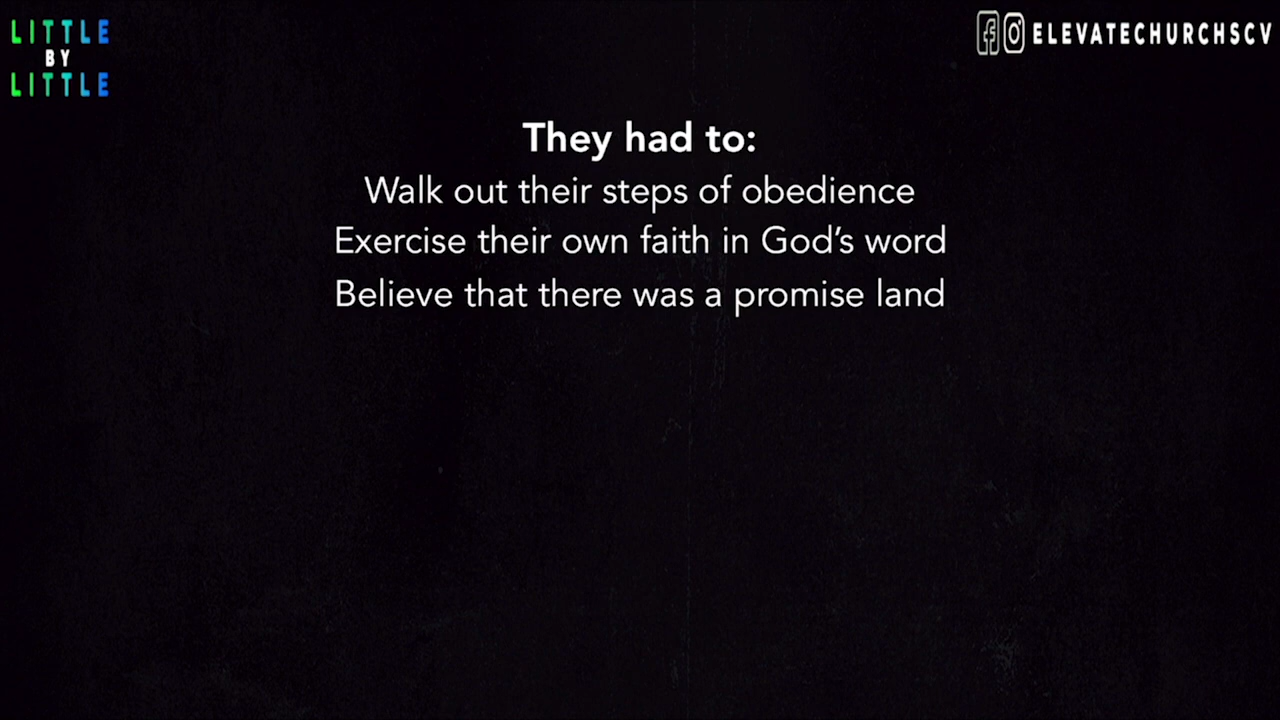 LITTLE
BY
LITTLE
ELEVATECHURCHSCV
They had to:
Walk out their steps of obedience
Exercise their own faith in God’s word
Believe that there was a promise land